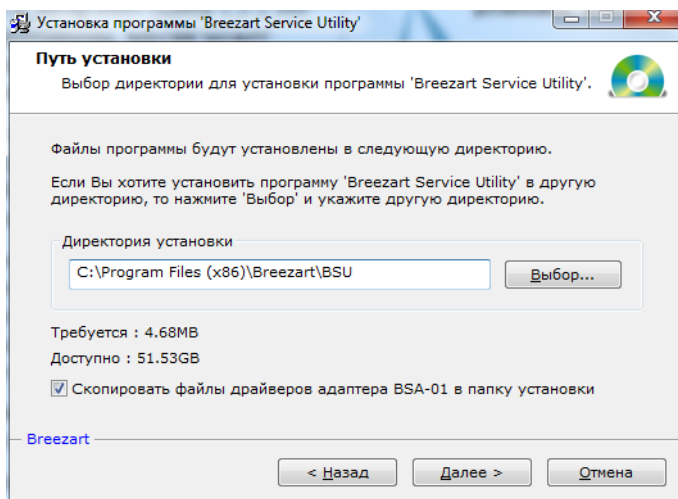 Установка программы 'Breezart Service Utility'
Путь установки
Выбор директории для установки программы 'Breezart Service Utility'.
Файлы программы будут установлены в следующую директорию.
Если Вы хотите установить программу 'Breezart Service Utility' в другую
директорию, то нажмите 'Выбор' и укажите другую директорию.
Директория установки
C:\Program Files (x86)\Breezart\BSU
Выбор...
Требуется : 4.68MB
Доступно : 51.53GB
Скопировать файлы драйверов адаптера BSA-01 в папку установки
Breezart
< Назад
Далее >
Отмена